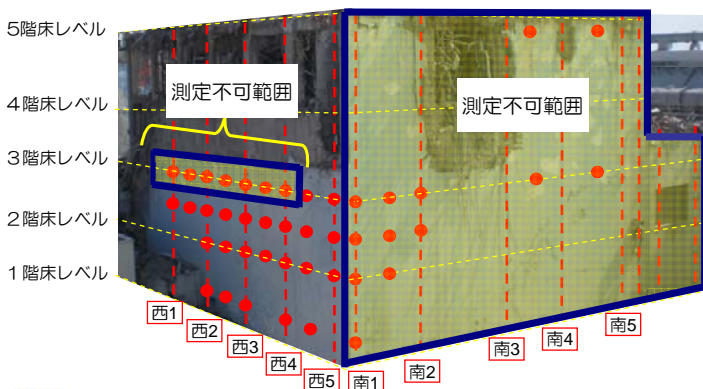 5階床レベル
4階床レベル
3階床レベル
2階床レベル
1階床レベル
測定不可範囲
測定不可範囲
西1
西2
西3
西4
西5
南1
南2
南3
南4
南5